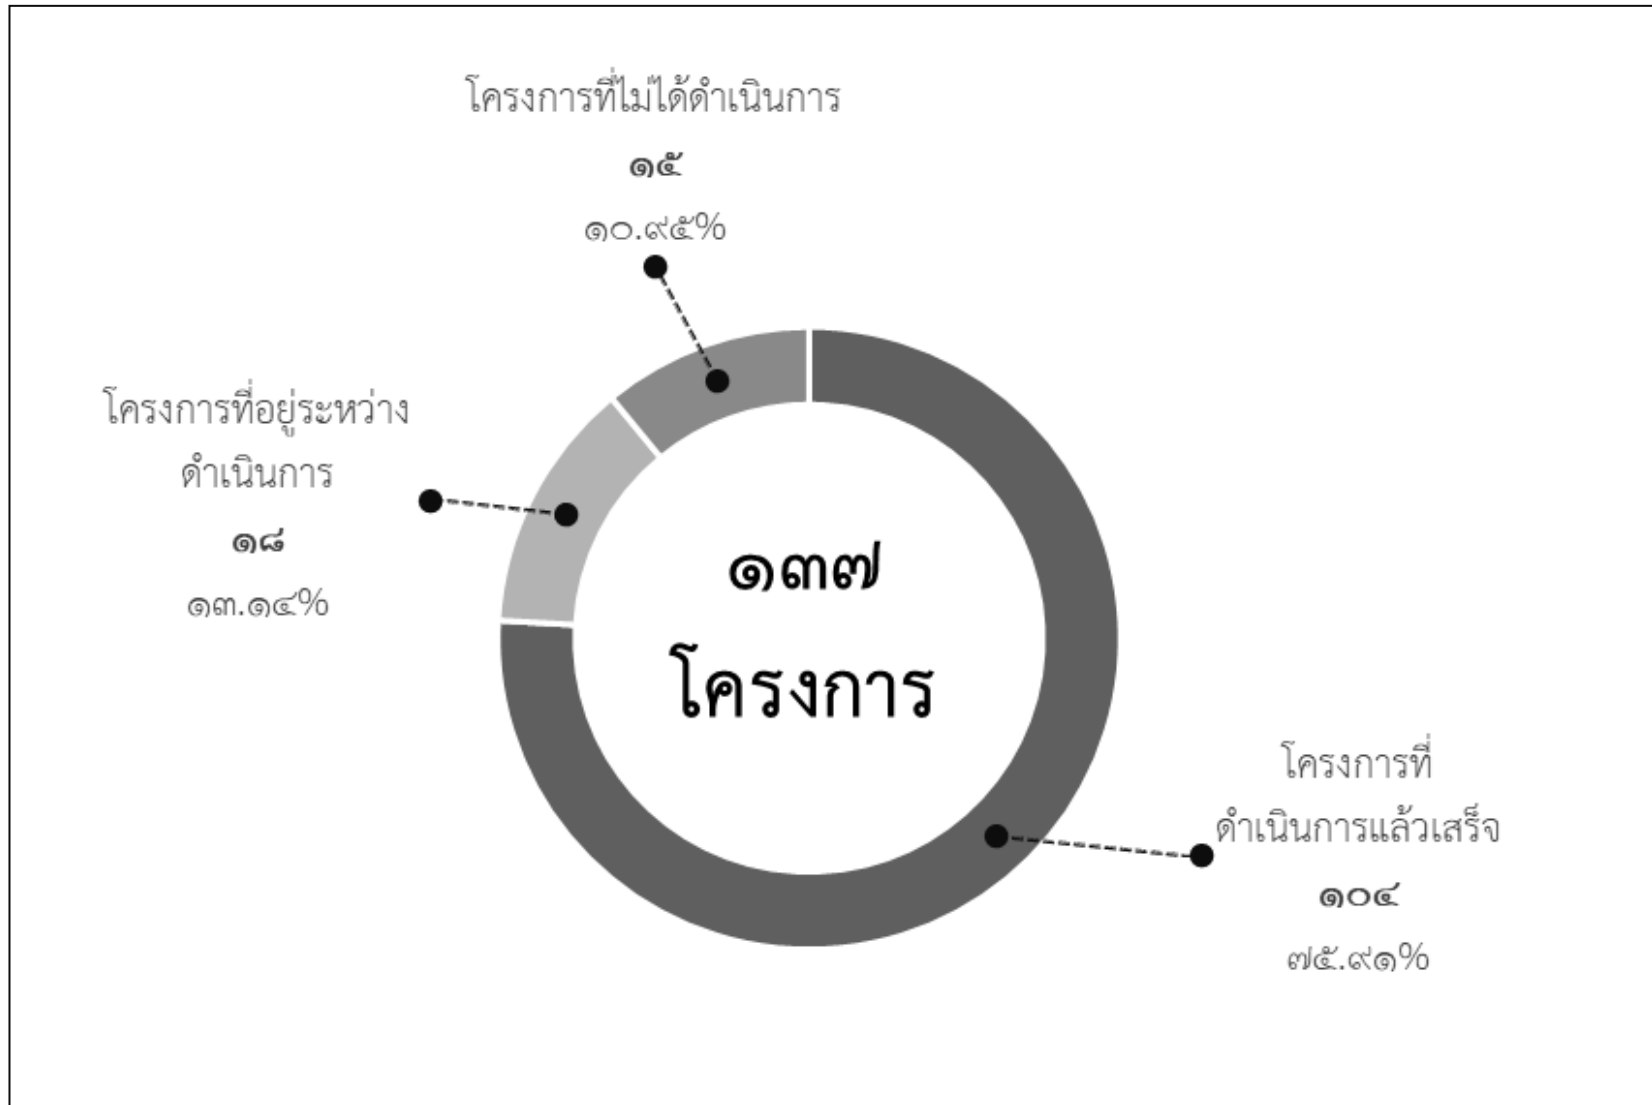 โครงการที่ไม่ได้ดำเนินการ
๑๕
๑๐.๙๕%
โครงการที่อยู่ระหว่าง
ดำเนินการ
๑๘
๑๓.๑๔%
๑๓๗
โครงการ
โครงการที่
ดำเนินการแล้วเสร็จ
๑๐๔
๗๕.๙๑%